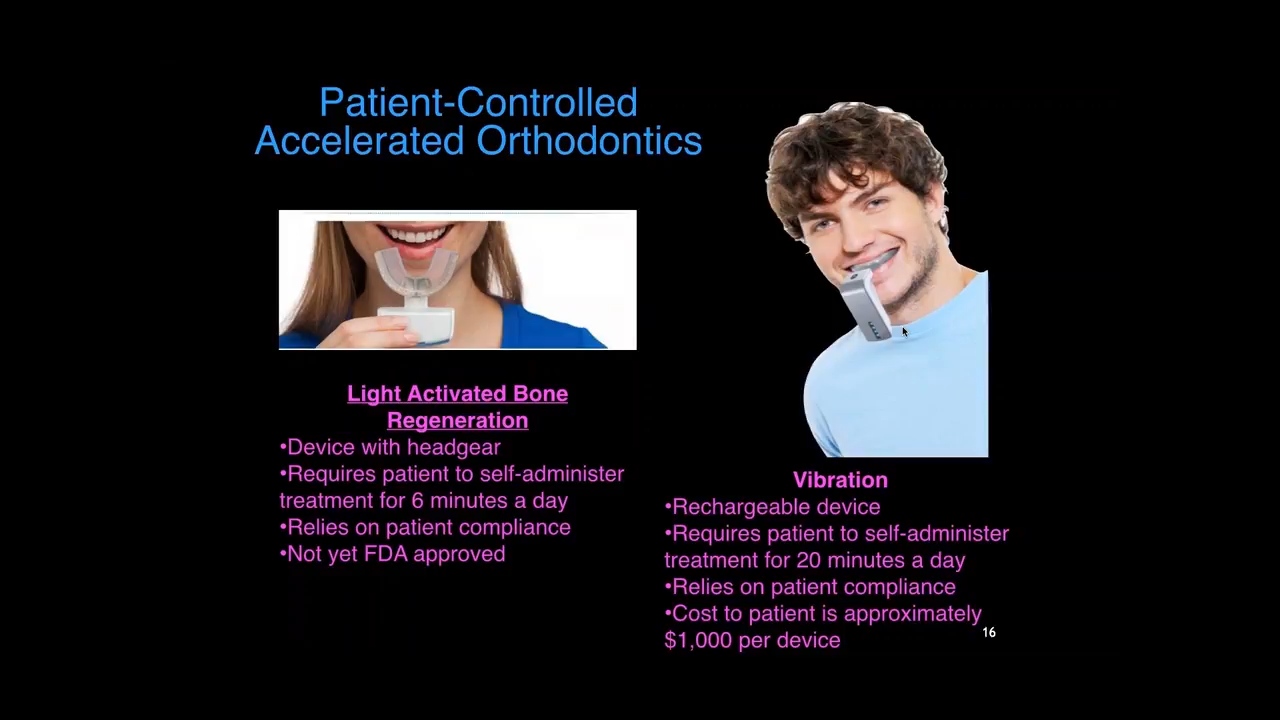 Patient-Controlled
Accelerated Orthodontics
Light Activated Bone
Regeneration
•Device with headgear
•Requires patient to self-administer
treatment for 6 minutes a day
•Relies on patient compliance
•Not yet FDA approved
Vibration
•Rechargeable device
•Requires patient to self-administer
treatment for 20 minutes a day
•Relies on patient compliance
•Cost to patient is approximately
$1,000 per device
16